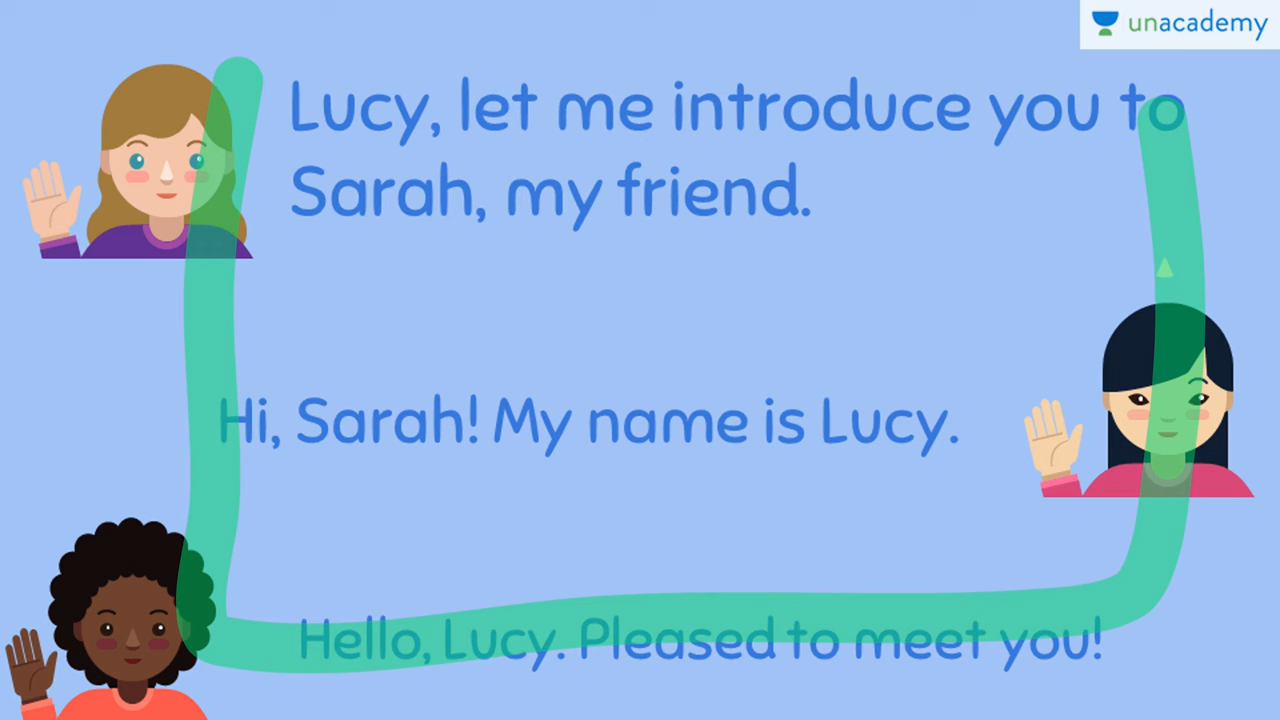 unacademy
Lucy, let me introduce you to
Sarah, my friend.
Hi, Sarah! My name is Lucy.
Hello, Lucy. Pleased to meet you!